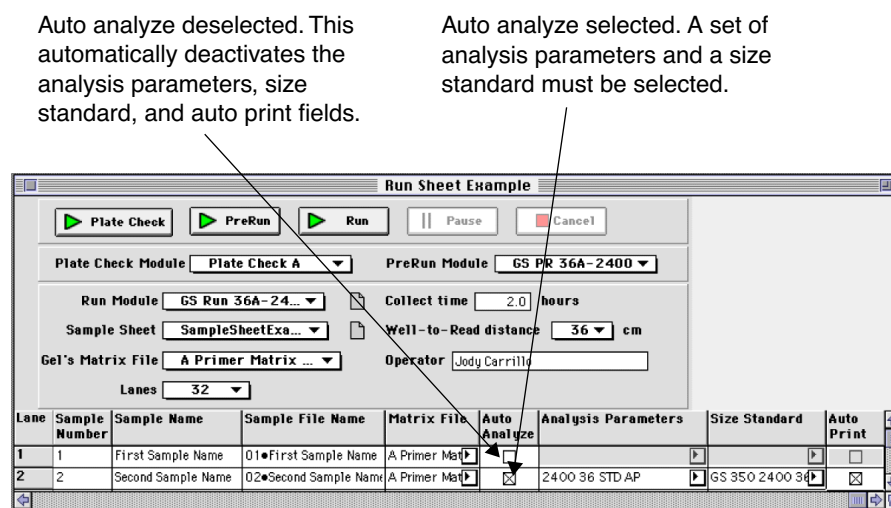 Auto analyze deselected. This
automatically deactivates the
analysis parameters, size
standard, and auto print fields.
Auto analyze selected. A set of
analysis parameters and a size
standard must be selected.
Run Sheet Example
Plate Check PreRun Run Pause Cancel
Plate Check Module Plate Check A PreRun Module GS PR 36A-2400
Run Module GS Run 36A-24... Collect time 2.0 hours
Sample Sheet SampleSheetExa... Well-to-Read distance 36 cm
Gel's Matrix File A Primer Matrix ... Operator Jody Carrillo
Lanes 32
Lane Sample Number Sample Name Sample File Name Matrix File Auto Analyze Analysis Parameters Size Standard Auto Print
1 1 First Sample Name 01•First Sample Name A Primer Mat
2 2 Second Sample Name 02•Second Sample Name A Primer Mat 2400 36 STD AP GS 350 2400 36